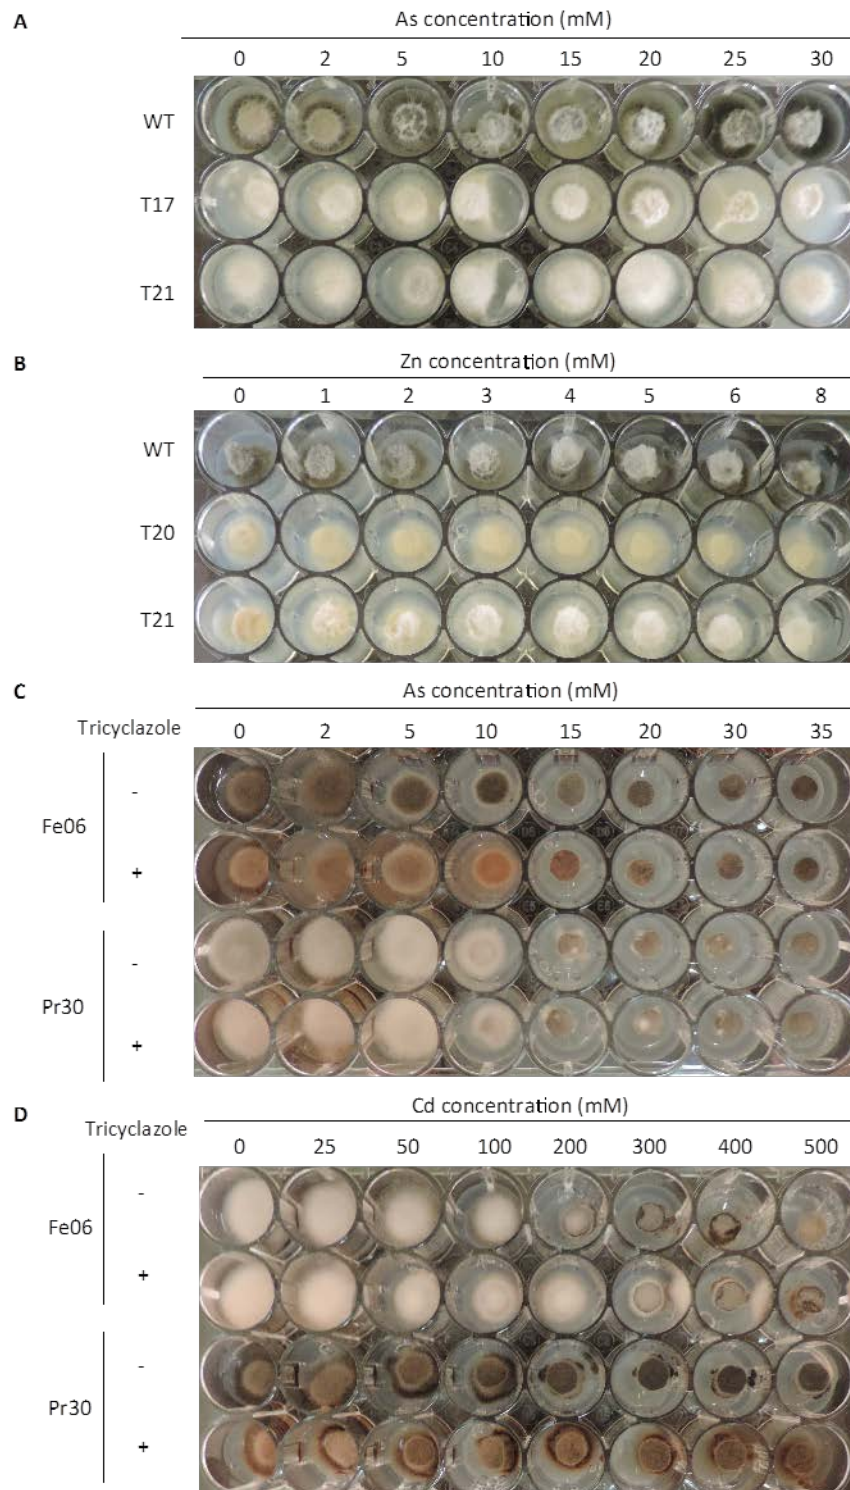 A
As concentration (mM)
0 2 5 10 15 20 25 30
WT
T17
T21
B
Zn concentration (mM)
0 1 2 3 4 5 6 8
WT
T20
T21
C
As concentration (mM)
Tricyclazole 0 2 5 10 15 20 30 35
-
Fe06
+
-
Pr30
+
D
Cd concentration (mM)
Tricyclazole 0 25 50 100 200 300 400 500
-
Fe06
+
-
Pr30
+